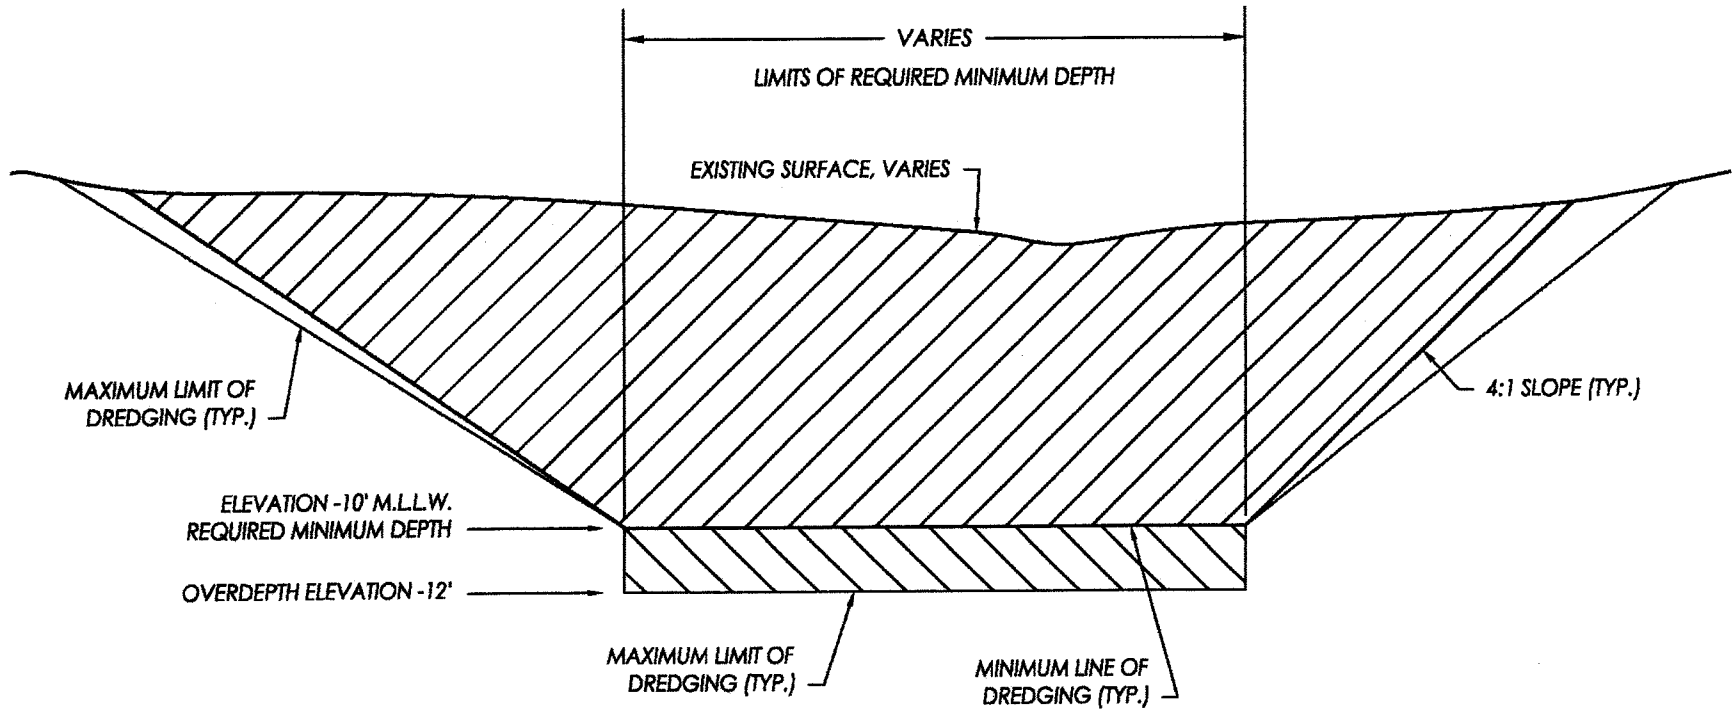 VARIES
LIMITS OF REQUIRED MINIMUM DEPTH
EXISTING SURFACE, VARIES
MAXIMUM LIMIT OF
DREDGING (TYP.)
4:1 SLOPE (TYP.)
ELEVATION -10' M.L.L.W.
REQUIRED MINIMUM DEPTH
OVERDEPTH ELEVATION -12'
MAXIMUM LIMIT OF
DREDGING (TYP.)
MINIMUM LINE OF
DREDGING (TYP.)